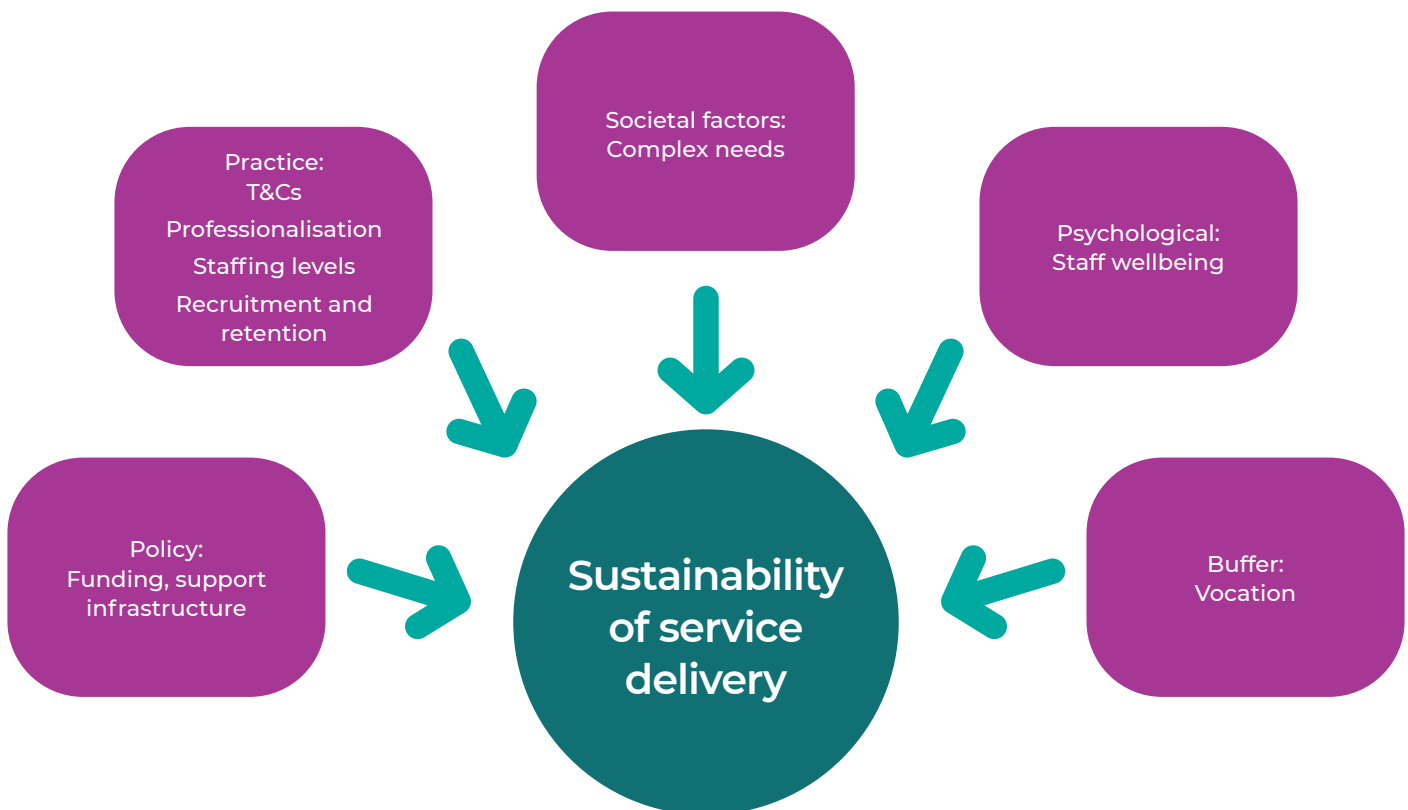 Societal factors:
Complex needs
Practice:
T&Cs
Professionalisation
Staffing levels
Recruitment and
retention
Psychological:
Staff wellbeing
Policy:
Funding, support
infrastructure
Sustainability
of service
delivery
Buffer:
Vocation